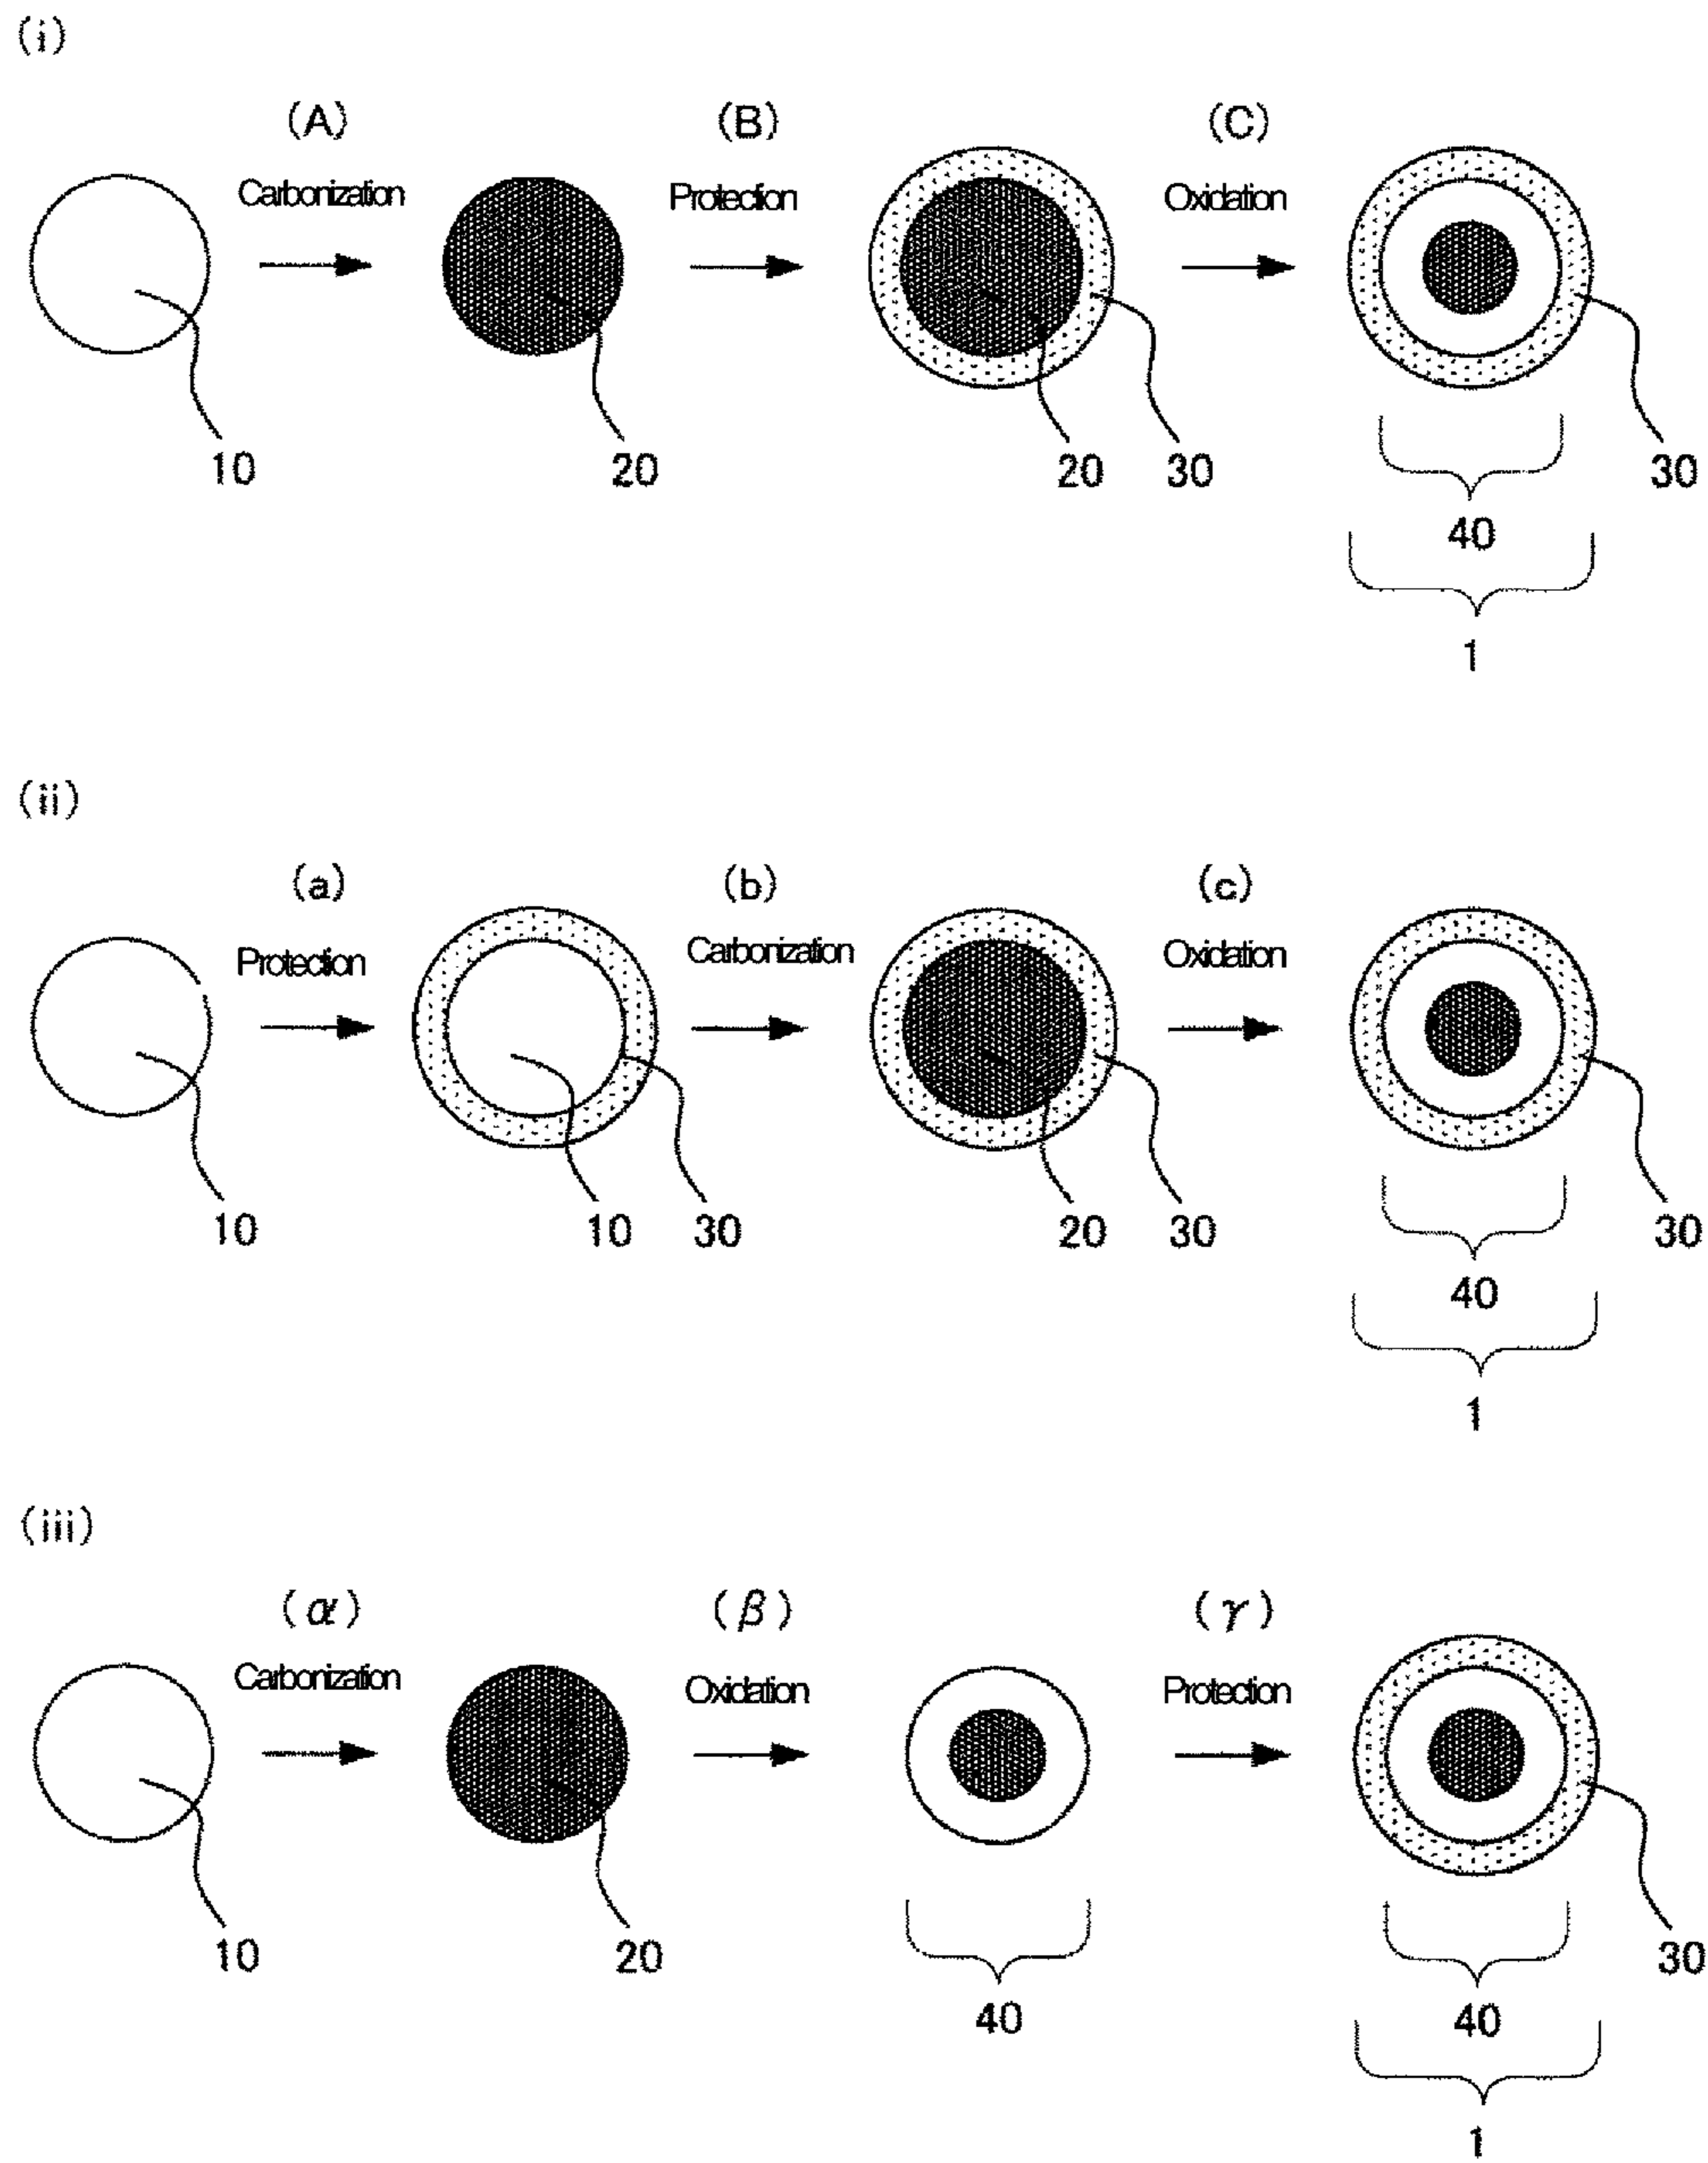 (i)
(A) (B) (C)
Carbonization Protection Oxidation
10 20 20 30 30
40
1
(ii)
(a) (b) (c)
Protection Carbonization Oxidation
10 10 30 20 30 30
40
1
(iii)
(α) (β) (γ)
Carbonization Oxidation Protection
10 20 30
40 40
1